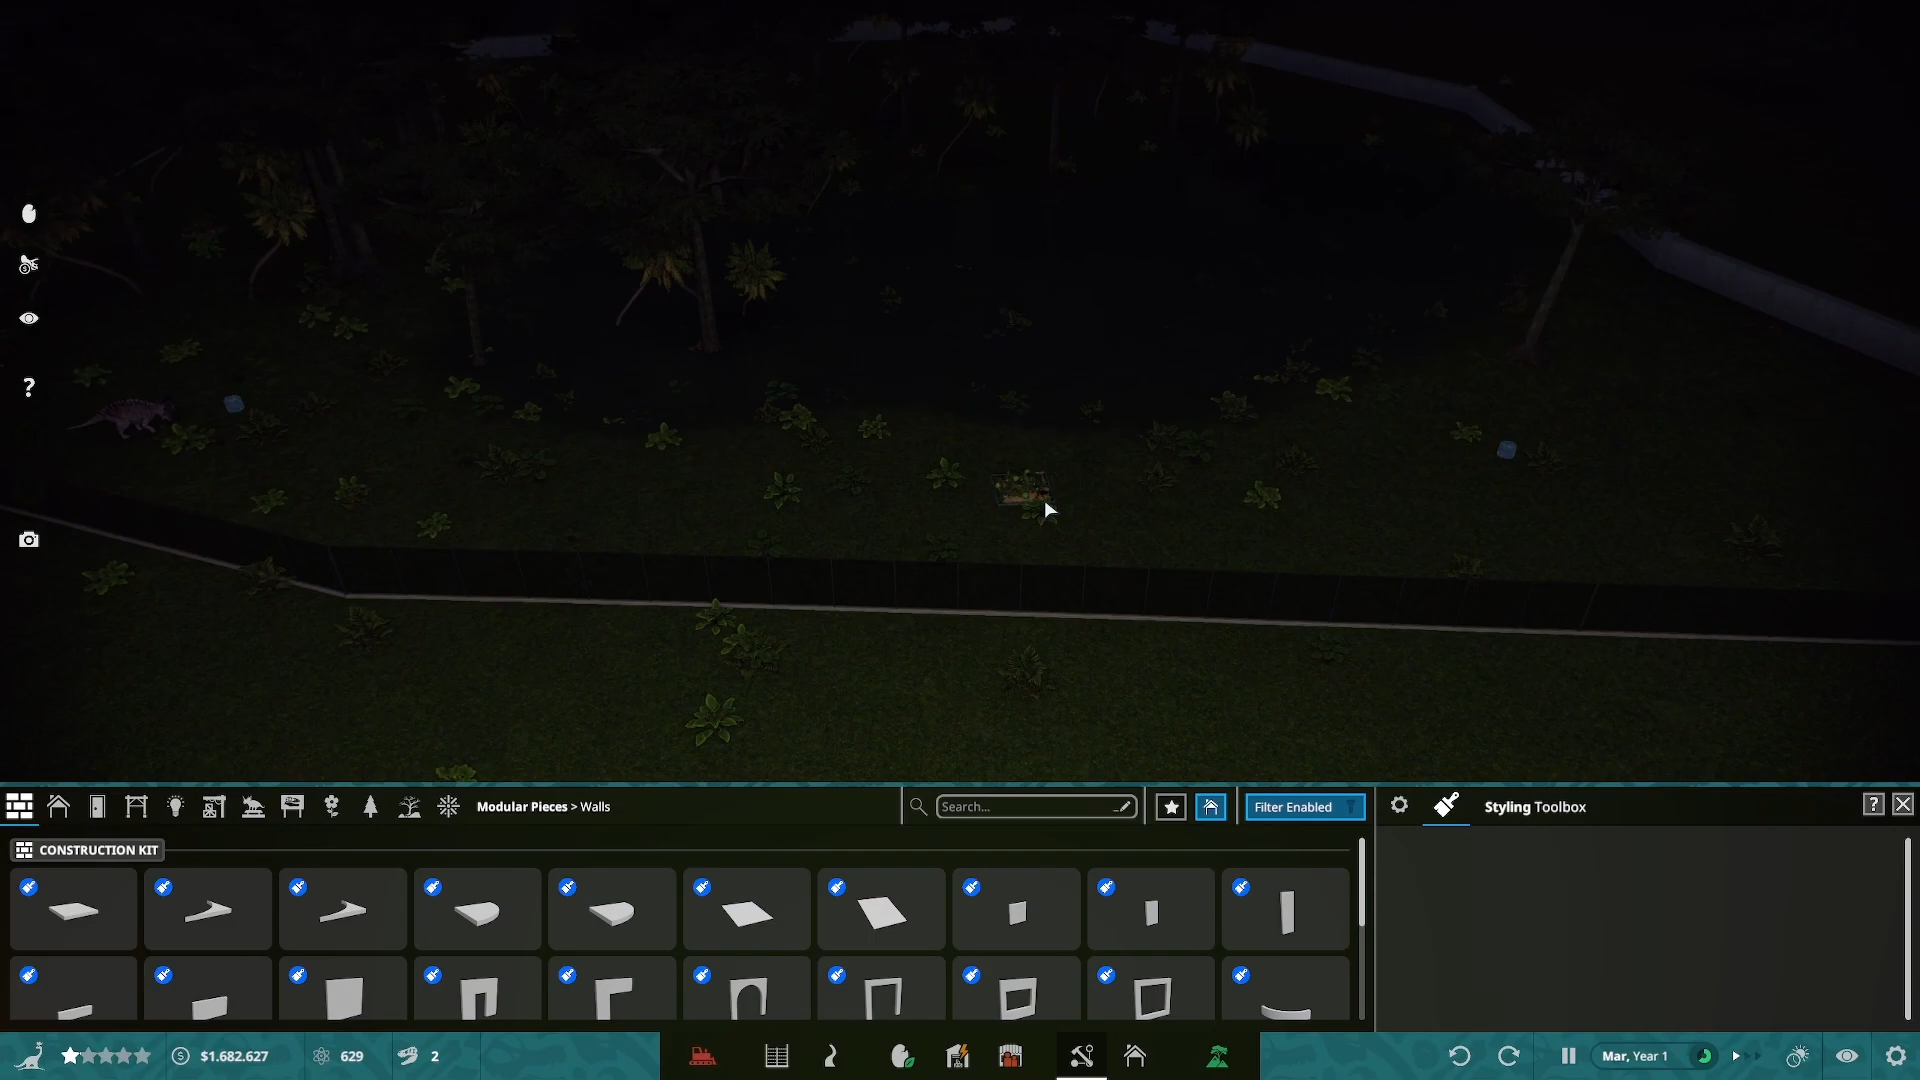 Modular Pieces > Walls
Search...
Filter Enabled
Styling Toolbox
?
CONSTRUCTION KIT
$1.682.627
629
2
Mar, Year 1